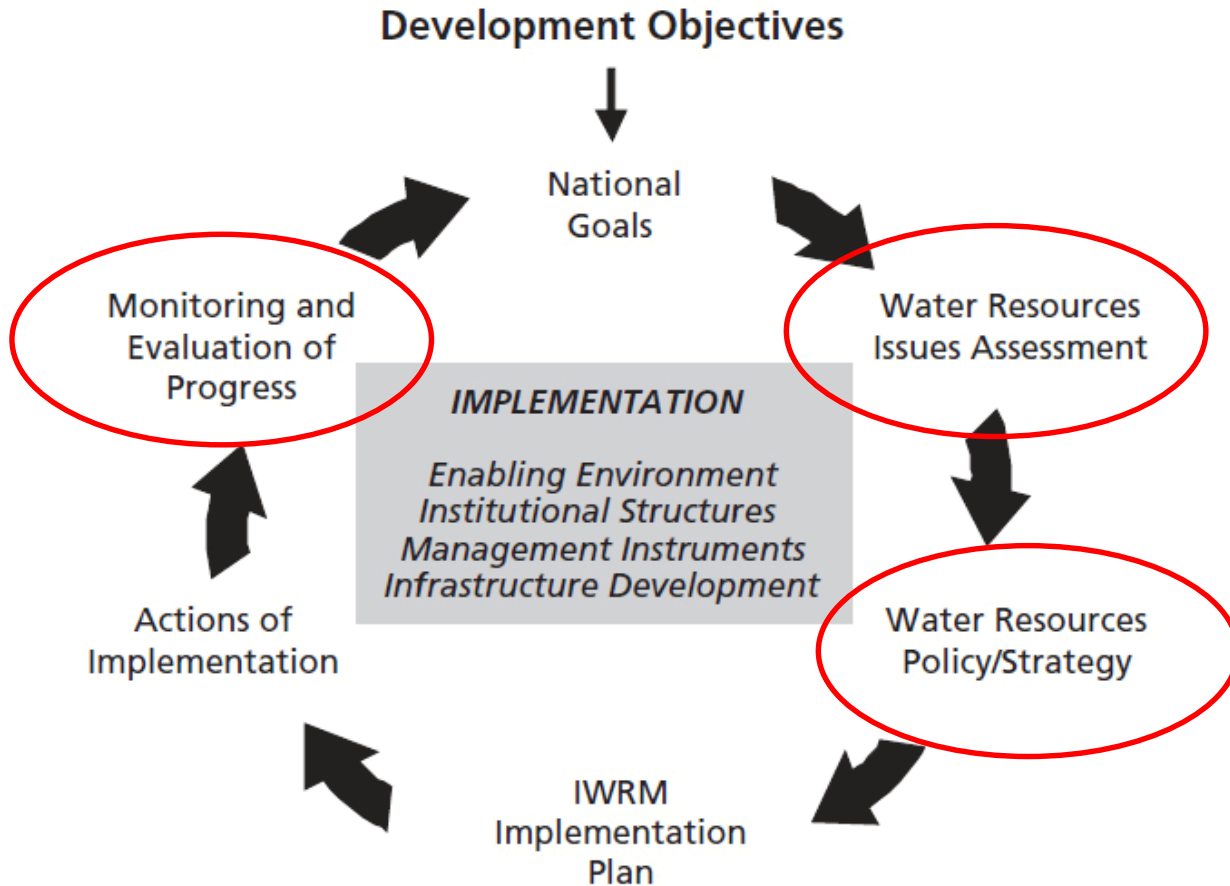 Development Objectives
National
Goals
Water Resources
Issues Assessment
Water Resources
Policy/Strategy
IWRM
Implementation
Plan
Actions of
Implementation
Monitoring and
Evaluation of
Progress
IMPLEMENTATION
Enabling Environment
Institutional Structures
Management Instruments
Infrastructure Development